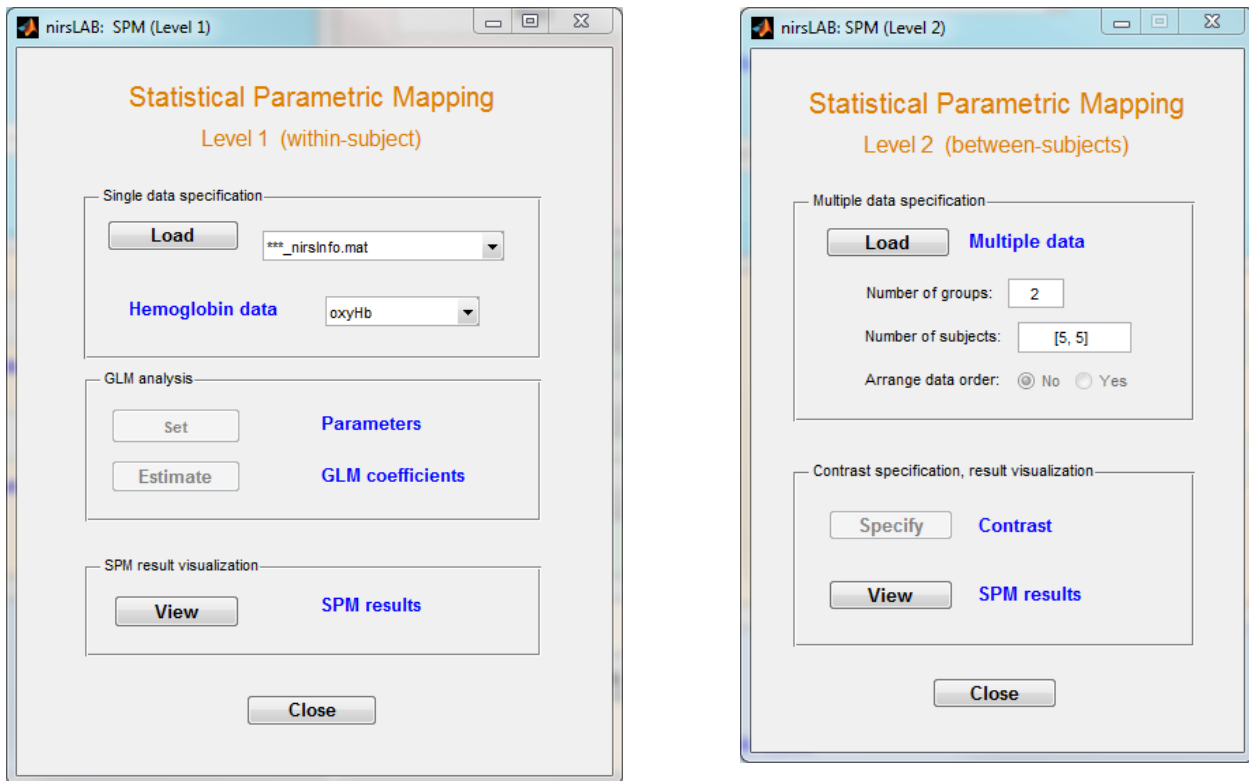 nirsLAB: SPM (Level 1)
Statistical Parametric Mapping
Level 1 (within-subject)
Single data specification
Load
***_nirsInfo.mat
Hemoglobin data
oxyHb
GLM analysis
Set
Parameters
Estimate
GLM coefficients
SPM result visualization
View
SPM results
Close
nirsLAB: SPM (Level 2)
Statistical Parametric Mapping
Level 2 (between-subjects)
Multiple data specification
Load
Multiple data
Number of groups: 2
Number of subjects: [5, 5]
Arrange data order: No Yes
Contrast specification, result visualization
Specify
Contrast
View
SPM results
Close